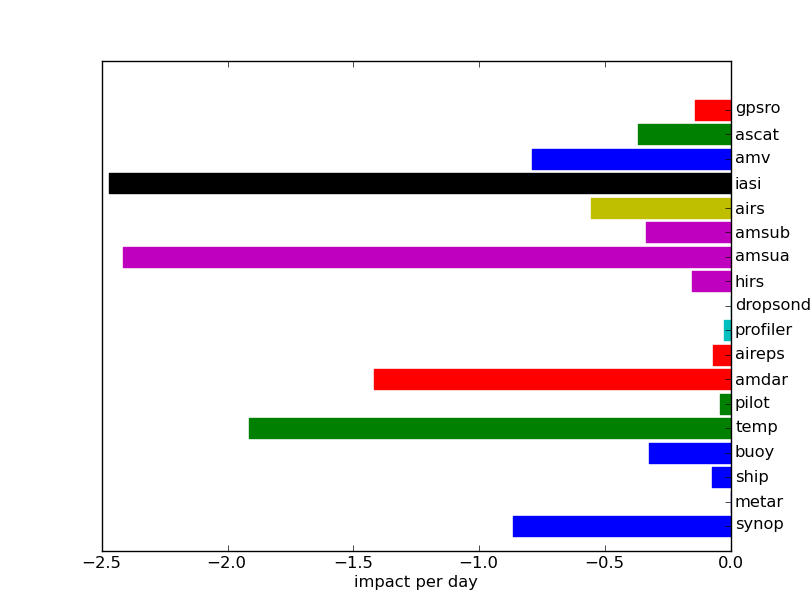 gpsro
ascat
amv
iasi
airs
amsub
amsua
hirs
dropsond
profiler
aireps
amdar
pilot
temp
buoy
ship
metar
synop
−2.5 −2.0 −1.5 −1.0 −0.5 0.0
impact per day